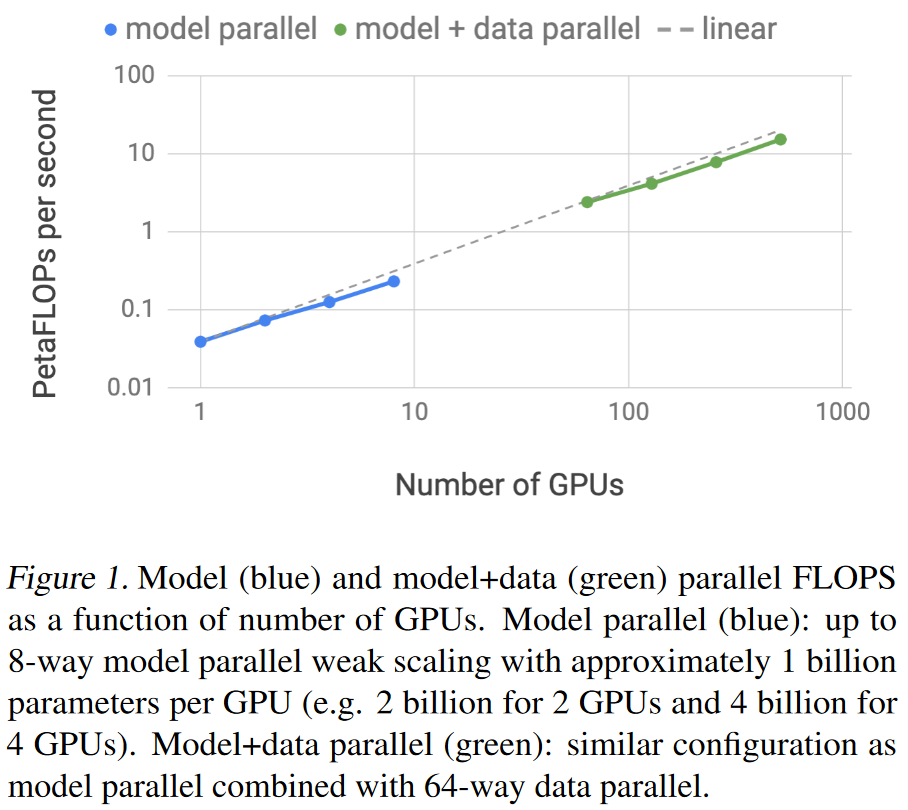 model parallel model + data parallel linear
100
10
1
0.1
0.01
PetaFLOPs per second
1 10 100 1000
Number of GPUs
Figure 1. Model (blue) and model+data (green) parallel FLOPS
as a function of number of GPUs. Model parallel (blue): up to
8-way model parallel weak scaling with approximately 1 billion
parameters per GPU (e.g. 2 billion for 2 GPUs and 4 billion for
4 GPUs). Model+data parallel (green): similar configuration as
model parallel combined with 64-way data parallel.